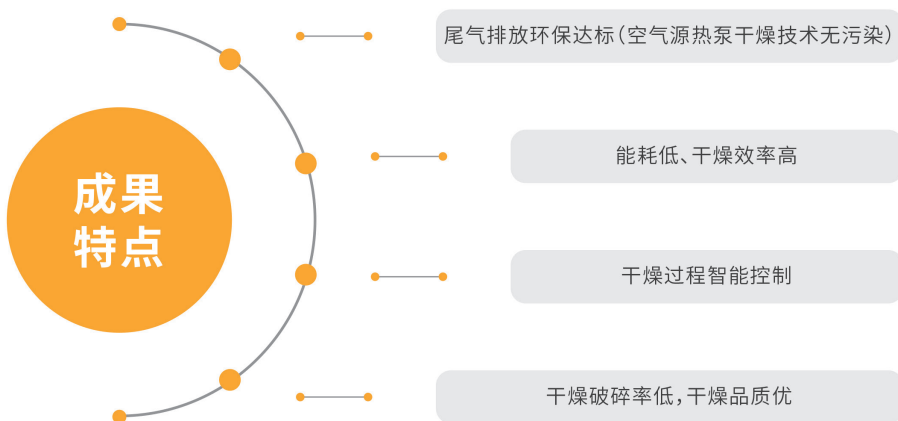 成果
特点
尾气排放环保达标(空气源热泵干燥技术无污染)
能耗低、干燥效率高
干燥过程智能控制
干燥破碎率低,干燥品质优